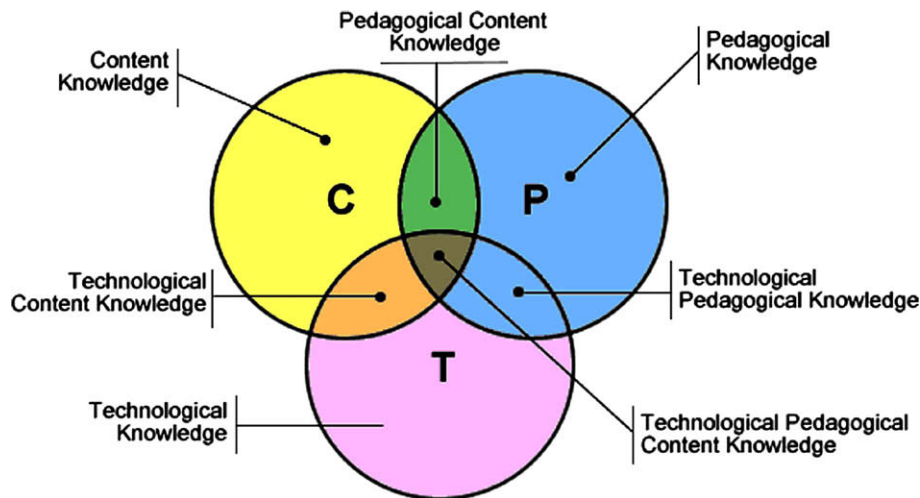 Pedagogical Content
Knowledge
Content
Knowledge
Pedagogical
Knowledge
C
P
Technological
Content Knowledge
Technological
Pedagogical Knowledge
T
Technological
Knowledge
Technological Pedagogical
Content Knowledge